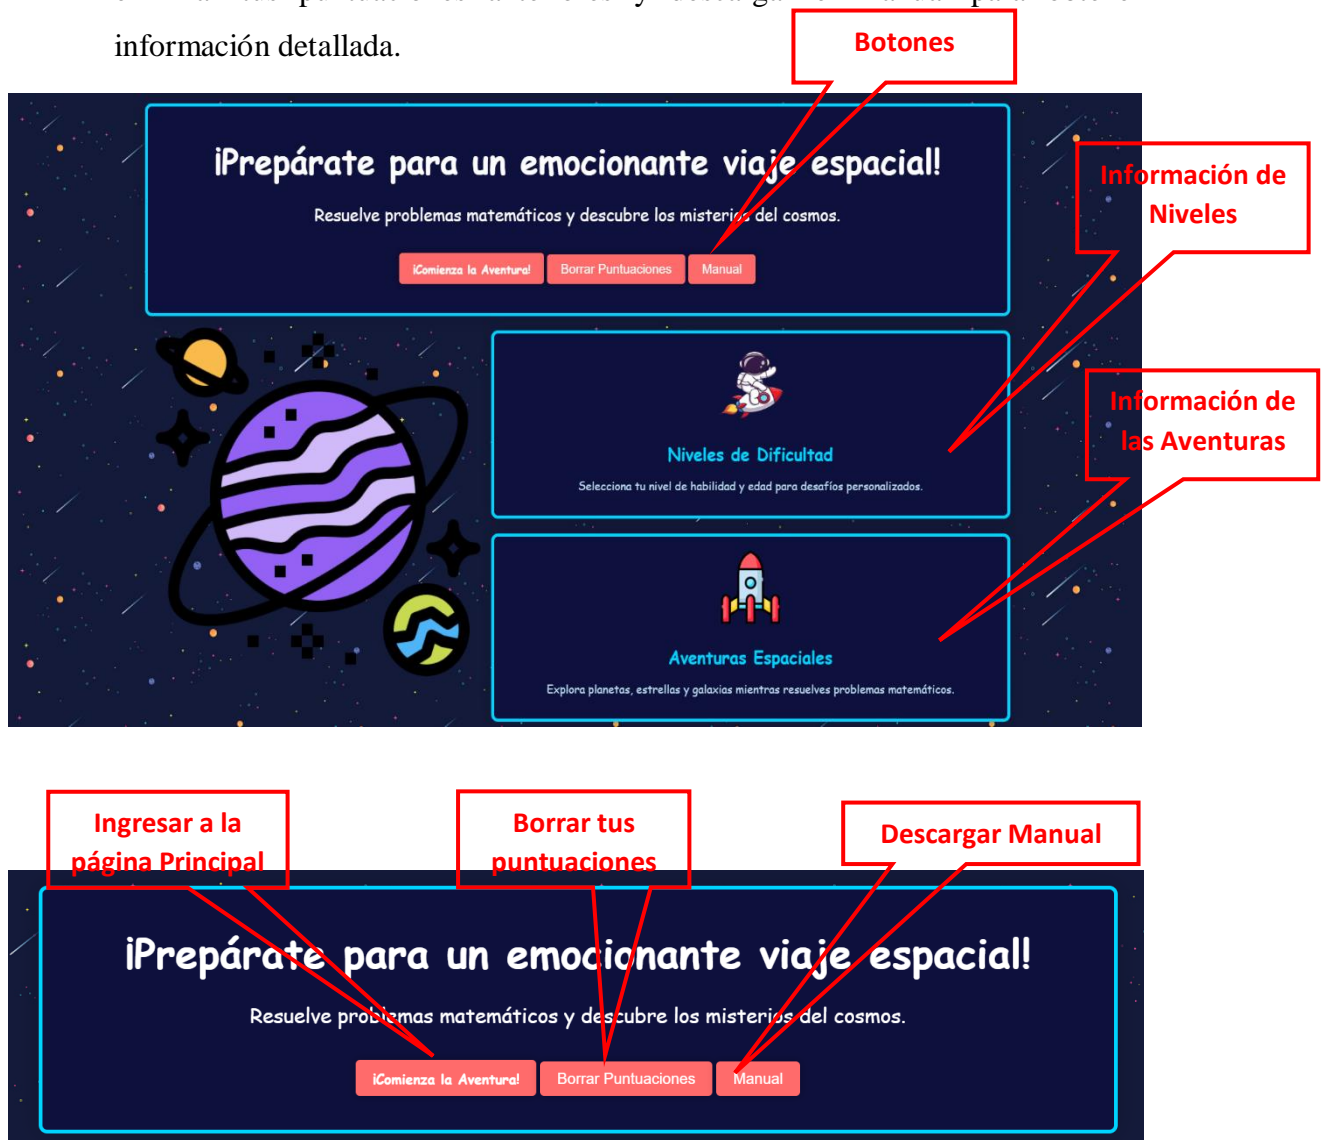 información detallada.
Botones
¡Prepárate para un emocionante viaje espacial!
Resuelve problemas matemáticos y descubre los misterios del cosmos.
¡Comienza la Aventura!
Borrar Puntuaciones
Manual
Información de
Niveles
Niveles de Dificultad
Selecciona tu nivel de habilidad y edad para desafíos personalizados.
Información de
las Aventuras
Aventuras Espaciales
Explora planetas, estrellas y galaxias mientras resuelves problemas matemáticos.
Ingresar a la
página Principal
Borrar tus
puntuaciones
Descargar Manual
¡Prepárate para un emocionante viaje espacial!
Resuelve problemas matemáticos y descubre los misterios del cosmos.
¡Comienza la Aventura!
Borrar Puntuaciones
Manual